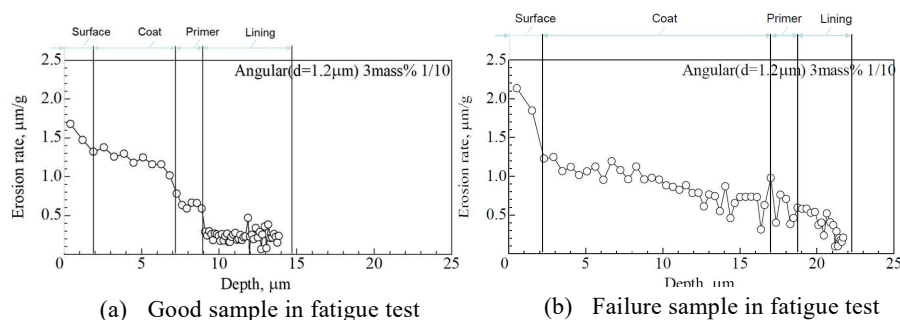 Surface Coat Primer Lining
Angular(d=1.2μm) 3mass% 1/10
2.5
2.0
1.5
1.0
0.5
0 5 10 15 20 25
Erosion rate, μm/g
Depth, μm
(a) Good sample in fatigue test
Surface Coat Primer Lining
Angular(d=1.2μm) 3mass% 1/10
2.5
2.0
1.5
1.0
0.5
0 5 10 15 20 25
Erosion rate, μm/g
Depth, μm
(b) Failure sample in fatigue test